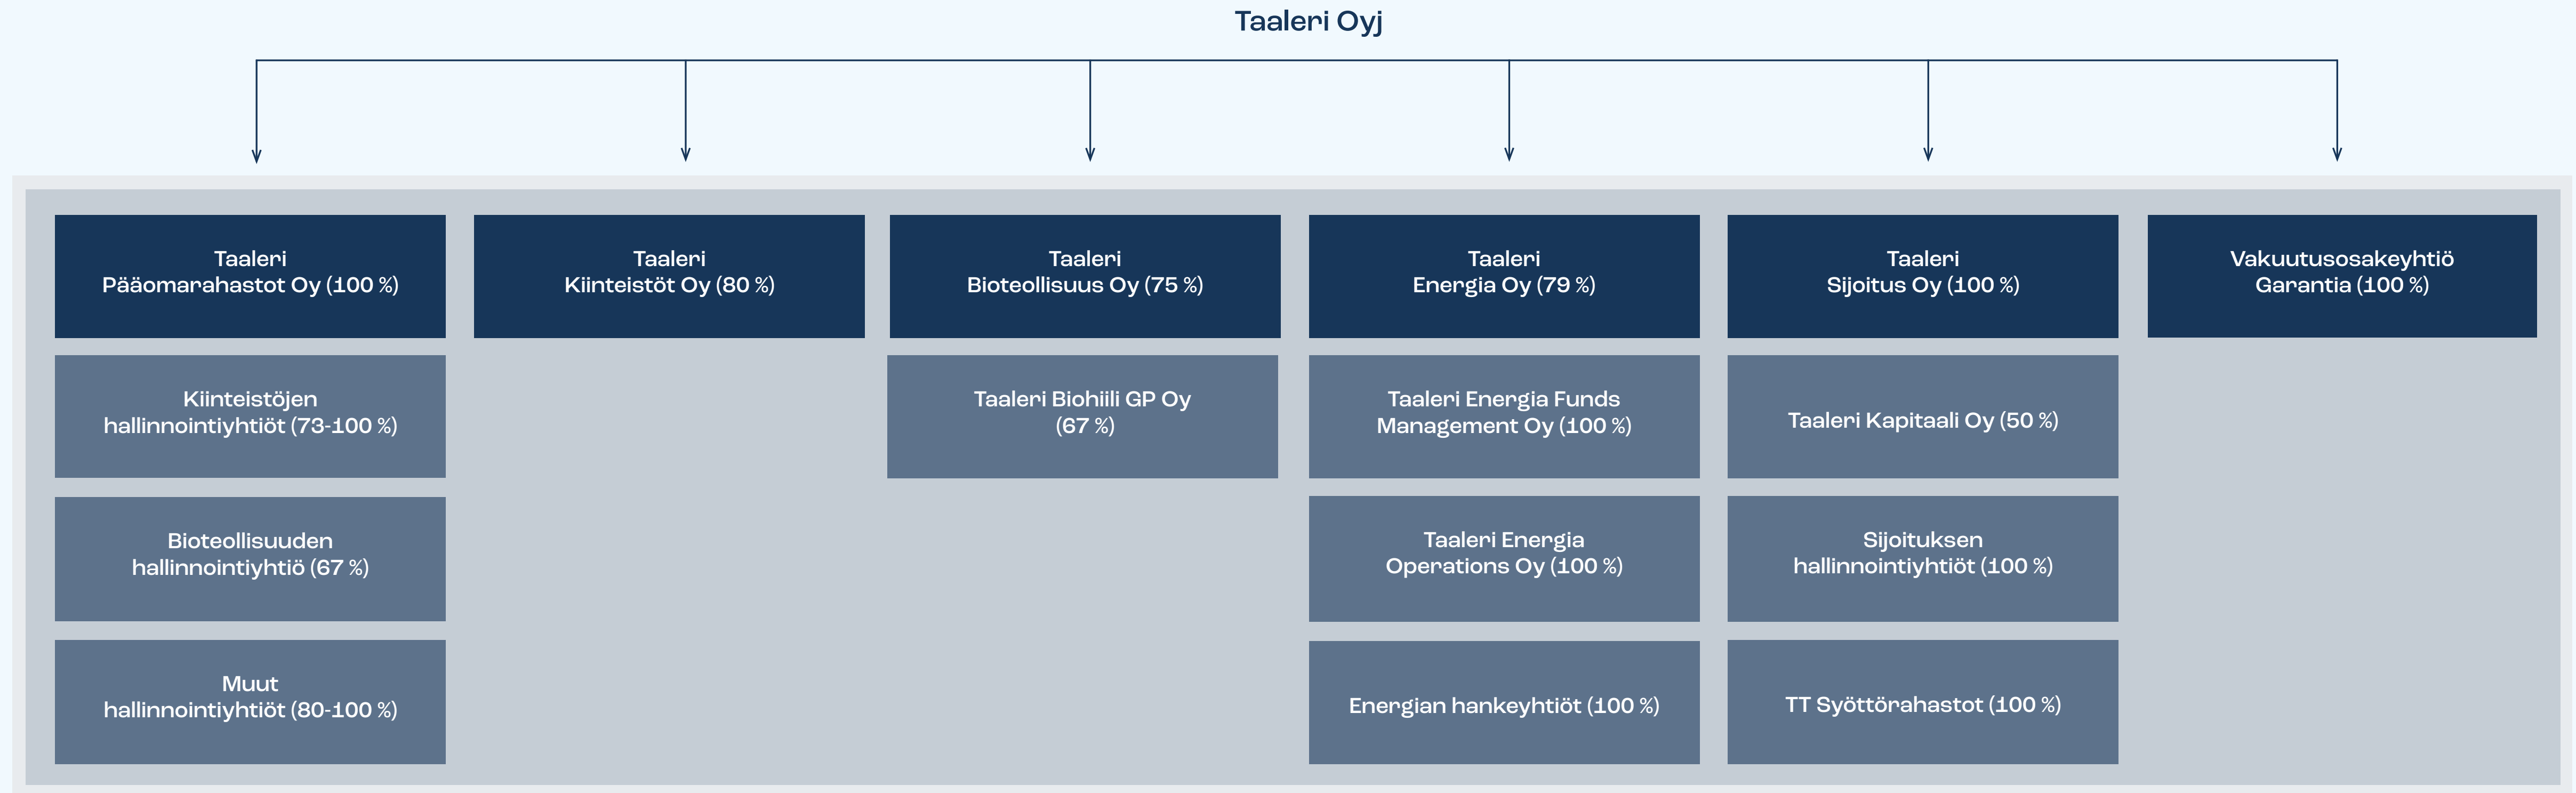 Taaleri Oyj
Taaleri
Pääomarahastot Oy (100 %)
Taaleri
Kiinteistöt Oy (80 %)
Taaleri
Bioteollisuus Oy (75 %)
Taaleri
Energia Oy (79 %)
Taaleri
Sijoitus Oy (100 %)
Vakuutusosakeyhtiö
Garantia (100 %)
Kiinteistöjen
hallinnointiyhtiöt (73-100 %)
Taaleri Biohiili GP Oy
(67 %)
Taaleri Energia Funds
Management Oy (100 %)
Taaleri Kapitaali Oy (50 %)
Bioteollisuuden
hallinnointiyhtiö (67 %)
Taaleri Energia
Operations Oy (100 %)
Sijoituksen
hallinnointiyhtiöt (100 %)
Muut
hallinnointiyhtiöt (80-100 %)
Energian hankeyhtiöt (100 %)
TT Syöttörahastot (100 %)